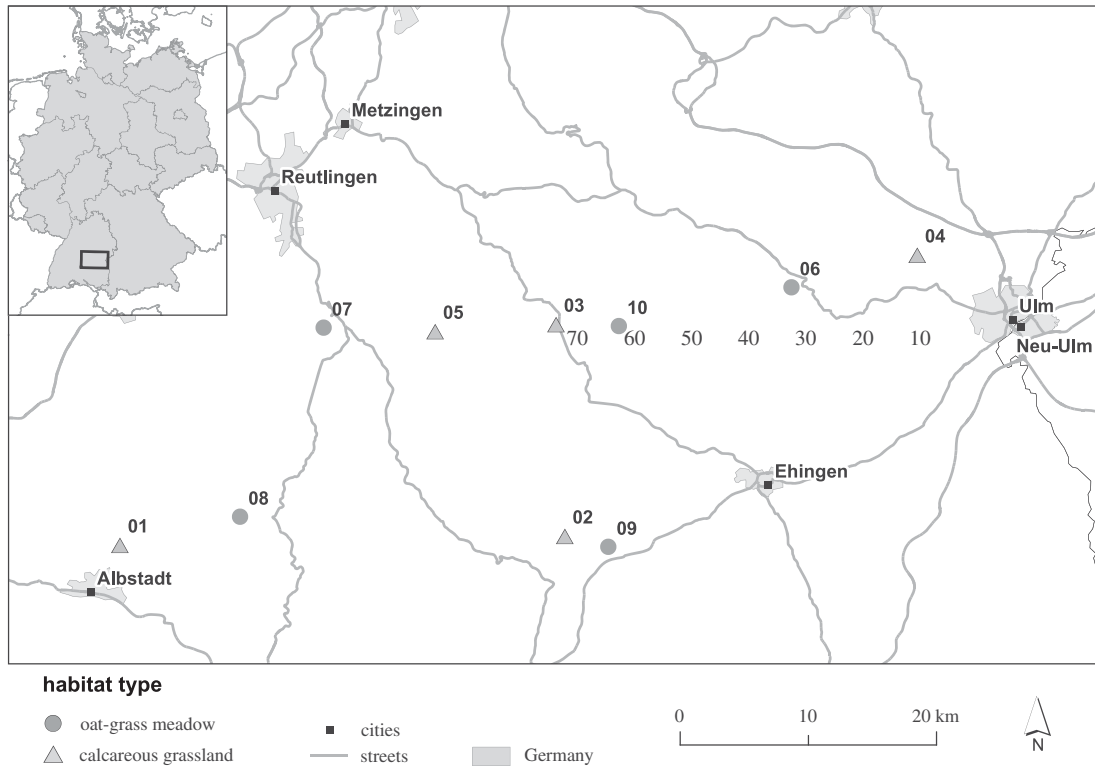 Metzingen
Reutlingen
04
06
07
05
03
10
Ulm
70 60 50 40 30 20 10
Neu-Ulm
Ehingen
08
01
02
09
Albstadt
habitat type
oat-grass meadow
calcareous grassland
cities
streets
Germany
0 10 20 km
N